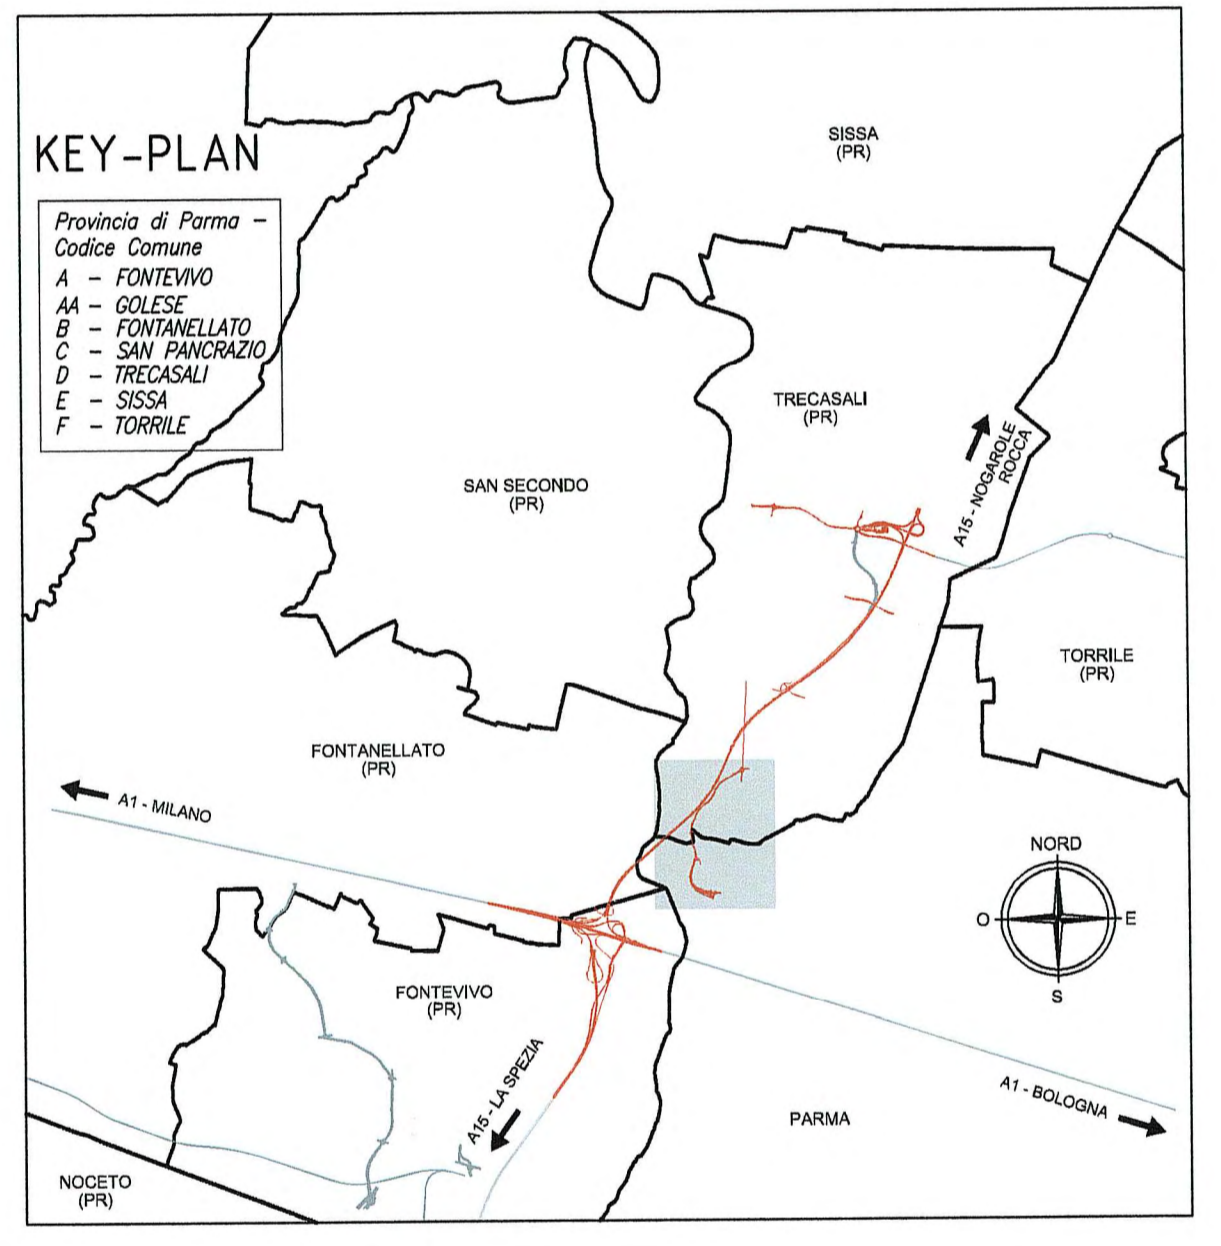 KEY-PLAN
Provincia di Parma -
Codice Comune
A - FONTEVIVO
AA - GOLESE
B - FONTANELLATO
C - SAN PANCRAZIO
D - TRECASALI
E - SISSA
F - TORRILE
SISSA
(PR)
TRECASALI
(PR)
A15 - NOGAROLE
ROCCA
SAN SECONDO
(PR)
TORRILE
(PR)
FONTANELLATO
(PR)
A1 - MILANO
NORD
O
E
S
FONTEVIVO
(PR)
A15 - LA SPEZIA
A1 - BOLOGNA
PARMA
NOCETO
(PR)